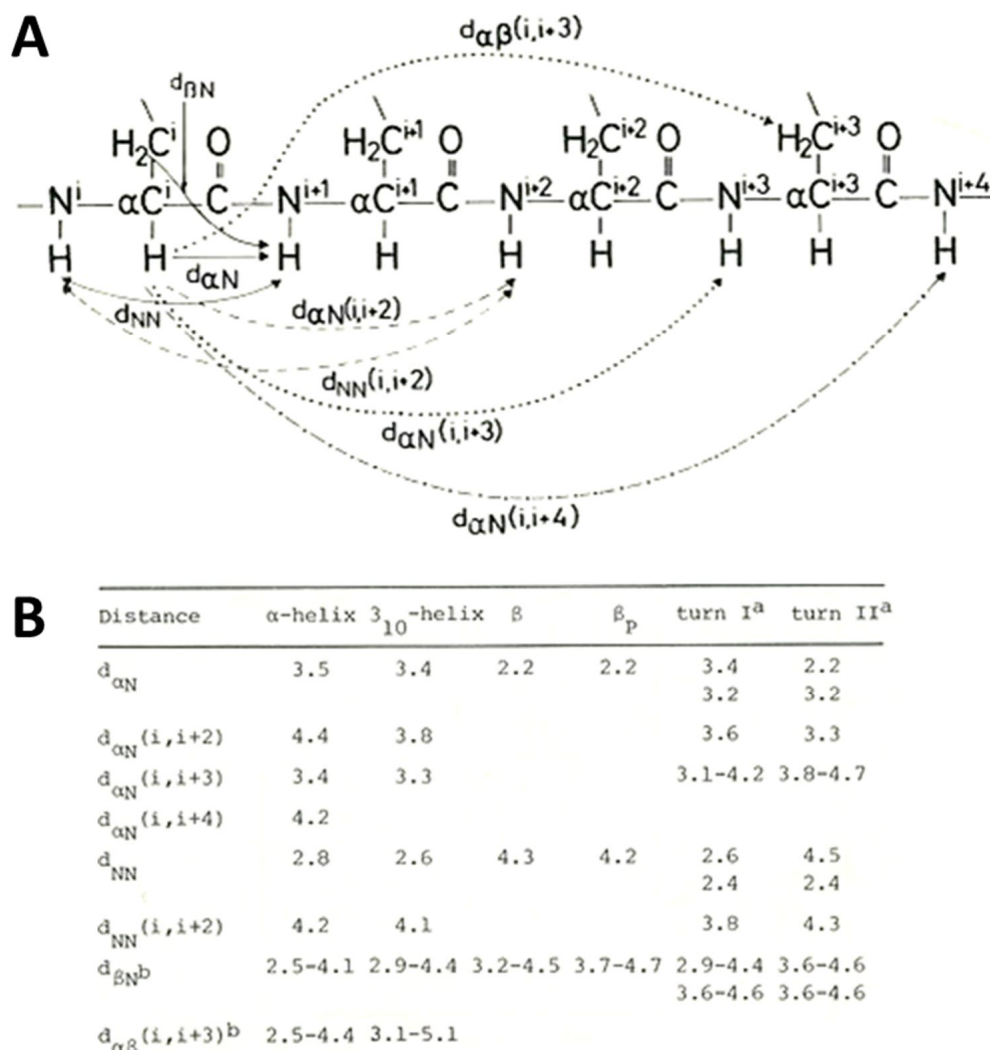 A
dαβ(i,i+3)
dβN
H₂Cⁱ O H₂Cⁱ⁺¹ O H₂Cⁱ⁺² O H₂Cⁱ⁺³ O
Nⁱ αCⁱ C Nⁱ⁺¹ αCⁱ⁺¹ C Nⁱ⁺² αCⁱ⁺² C Nⁱ⁺³ αCⁱ⁺³ C Nⁱ⁺⁴
H H H H H H H H H
dαN
dNN
dαN(i,i+2)
dNN(i,i+2)
dαN(i,i+3)
dαN(i,i+4)
B
Distance α-helix 3₁₀-helix β βₚ turn Iᵃ turn IIᵃ
dαN 3.5 3.4 2.2 2.2 3.4 2.2
3.2 3.2
dαN(i,i+2) 4.4 3.8 3.6 3.3
dαN(i,i+3) 3.4 3.3 3.1-4.2 3.8-4.7
dαN(i,i+4) 4.2
dNN 2.8 2.6 4.3 4.2 2.6 4.5
2.4 2.4
dNN(i,i+2) 4.2 4.1 3.8 4.3
dβNᵇ 2.5-4.1 2.9-4.4 3.2-4.5 3.7-4.7 2.9-4.4 3.6-4.6
3.6-4.6 3.6-4.6
dαβ(i,i+3)ᵇ 2.5-4.4 3.1-5.1